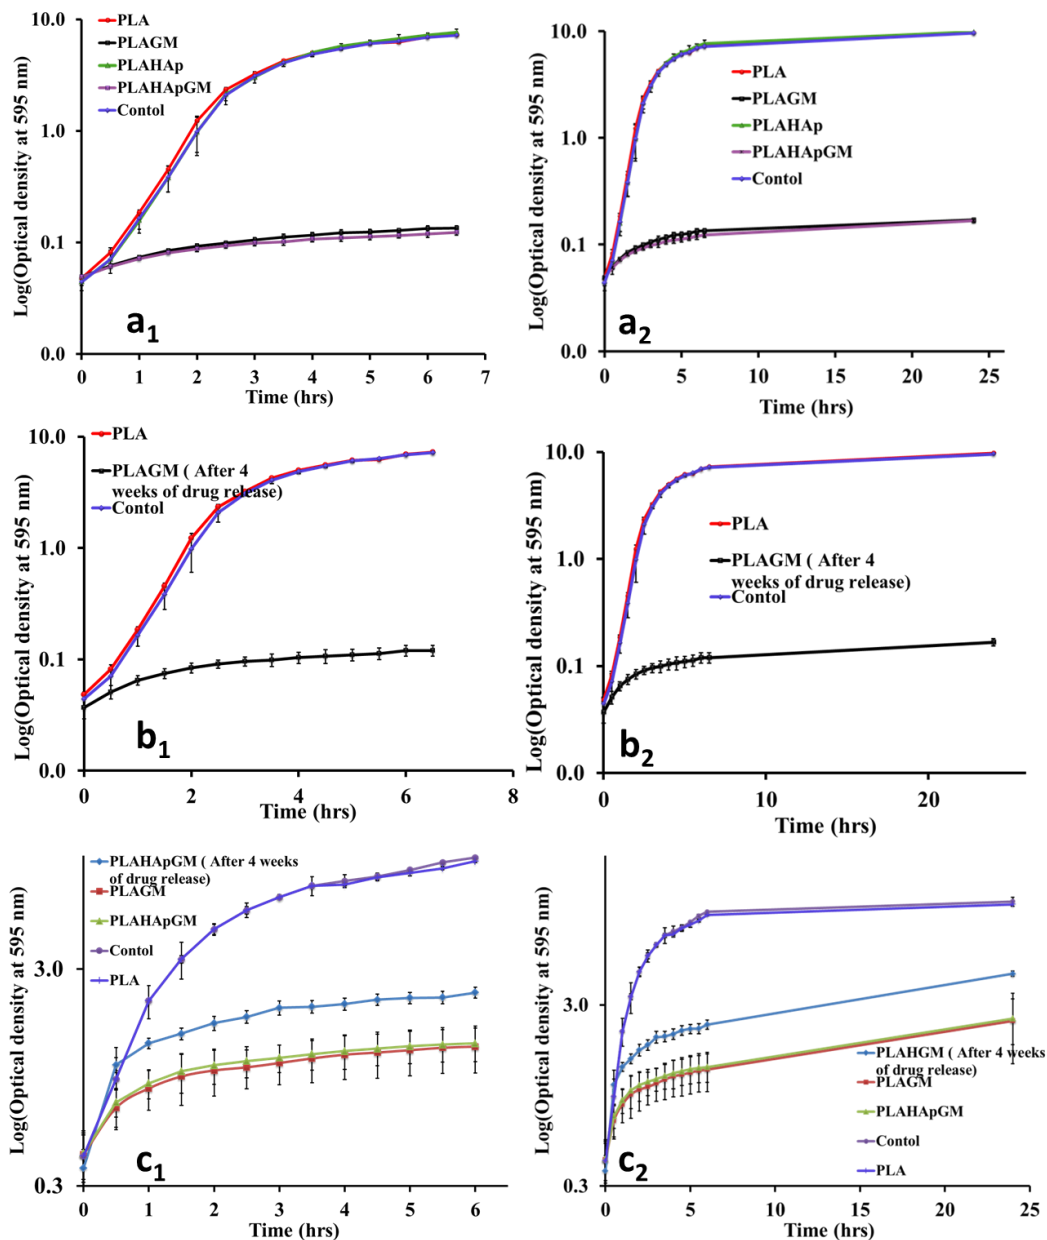 10.0
1.0
0.1
0.0
Log(Optical density at 595 nm)
PLA
PLAGM
PLAHAp
PLAHApGM
Contol
a1
0 1 2 3 4 5 6 7
Time (hrs)
10.0
1.0
0.1
0.0
Log(Optical density at 595 nm)
PLA
PLAGM
PLAHAp
PLAHApGM
Contol
a2
0 5 10 15 20 25
Time (hrs)
10.0
1.0
0.1
0.0
Log(Optical density at 595 nm)
PLA
PLAGM ( After 4
weeks of drug release)
Contol
b1
0 2 4 6 8
Time (hrs)
10.0
1.0
0.1
0.0
Log(Optical density at 595 nm)
PLA
PLAGM ( After 4
weeks of drug release)
Contol
b2
0 10 20
Time (hrs)
3.0
0.3
Log(Optical density at 595 nm)
PLAHApGM ( After 4 weeks
of drug release)
PLAGM
PLAHApGM
Contol
PLA
c1
0 1 2 3 4 5 6
Time (hrs)
3.0
0.3
Log(Optical density at 595 nm)
PLAHGM ( After 4 weeks
of drug release)
PLAGM
PLAHApGM
Contol
PLA
c2
0 5 10 15 20 25
Time (hrs)